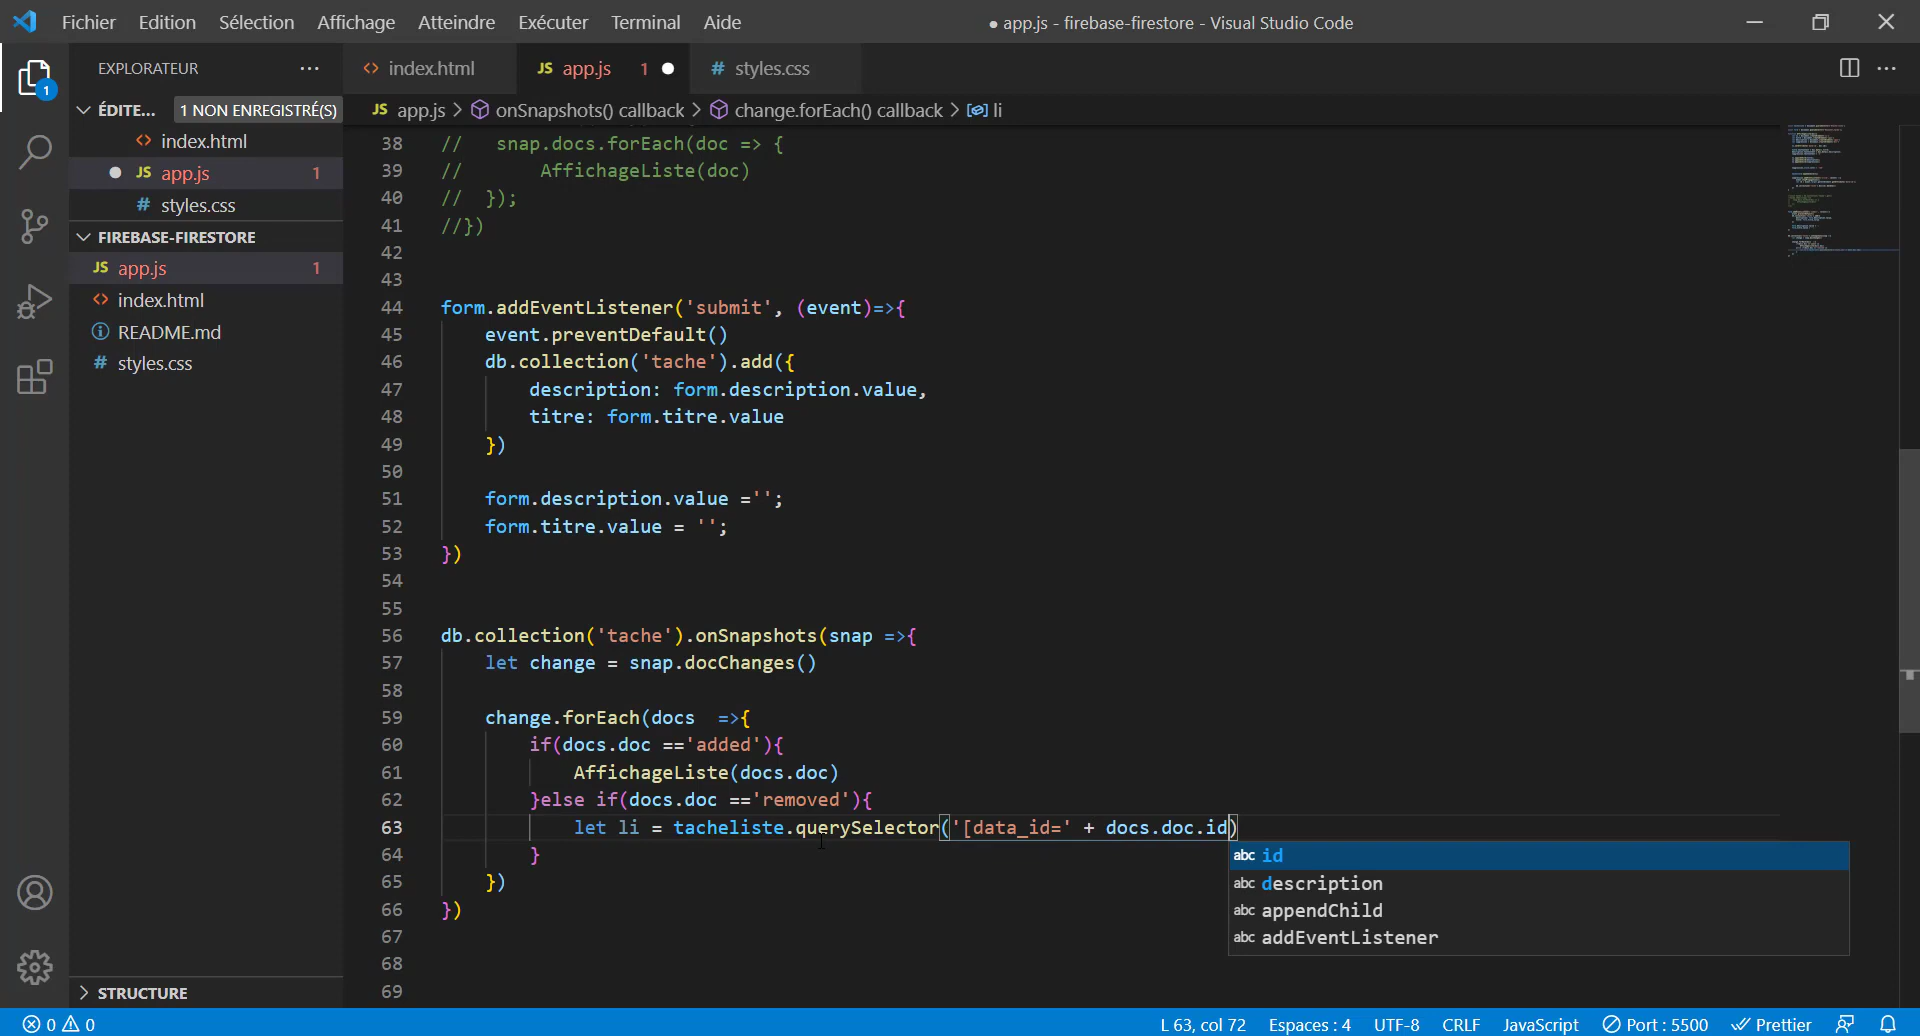 Fichier Edition Sélection Affichage Atteindre Exécuter Terminal Aide
● app.js - firebase-firestore - Visual Studio Code
EXPLORATEUR
ÉDITE... 1 NON ENREGISTRÉ(S)
index.html
app.js 1
styles.css
FIREBASE-FIRESTORE
app.js 1
index.html
README.md
styles.css
STRUCTURE
1
index.html
JS app.js 1
# styles.css
JS app.js > onSnapshots() callback > change.forEach() callback > li
38 //   snap.docs.forEach(doc => {
39 //       AffichageListe(doc)
40 //  });
41 //})
42
43
44 form.addEventListener('submit', (event)=>{
45     event.preventDefault()
46     db.collection('tache').add({
47         description: form.description.value,
48         titre: form.titre.value
49     })
50
51     form.description.value ='';
52     form.titre.value = '';
53 })
54
55
56 db.collection('tache').onSnapshots(snap =>{
57     let change = snap.docChanges()
58
59     change.forEach(docs  =>{
60         if(docs.doc =='added'){
61             AffichageListe(docs.doc)
62         }else if(docs.doc =='removed'){
63             let li = tacheliste.querySelector('[data_id=' + docs.doc.id)
64         }
65     })
66 })
67
68
69
abc id
abc description
abc appendChild
abc addEventListener
0 0
L 63, col 72 Espaces : 4 UTF-8 CRLF JavaScript Port : 5500 Prettier